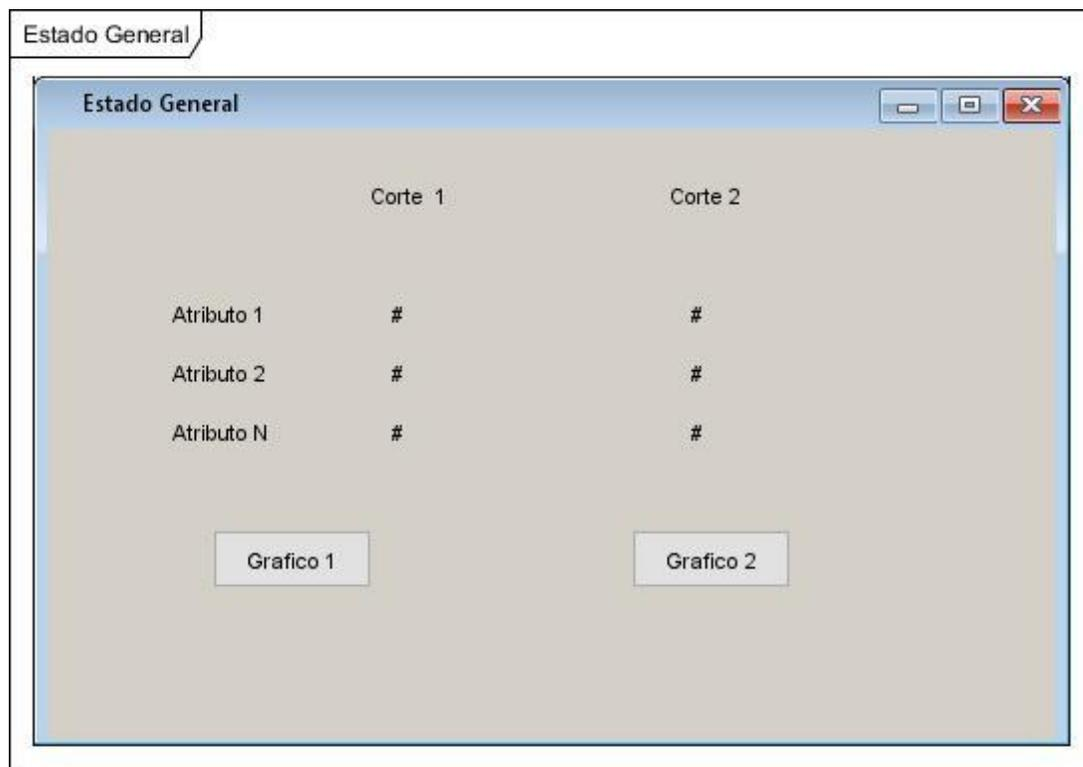 Estado General
Estado General
Corte 1 Corte 2
Atributo 1 # #
Atributo 2 # #
Atributo N # #
Grafico 1 Grafico 2